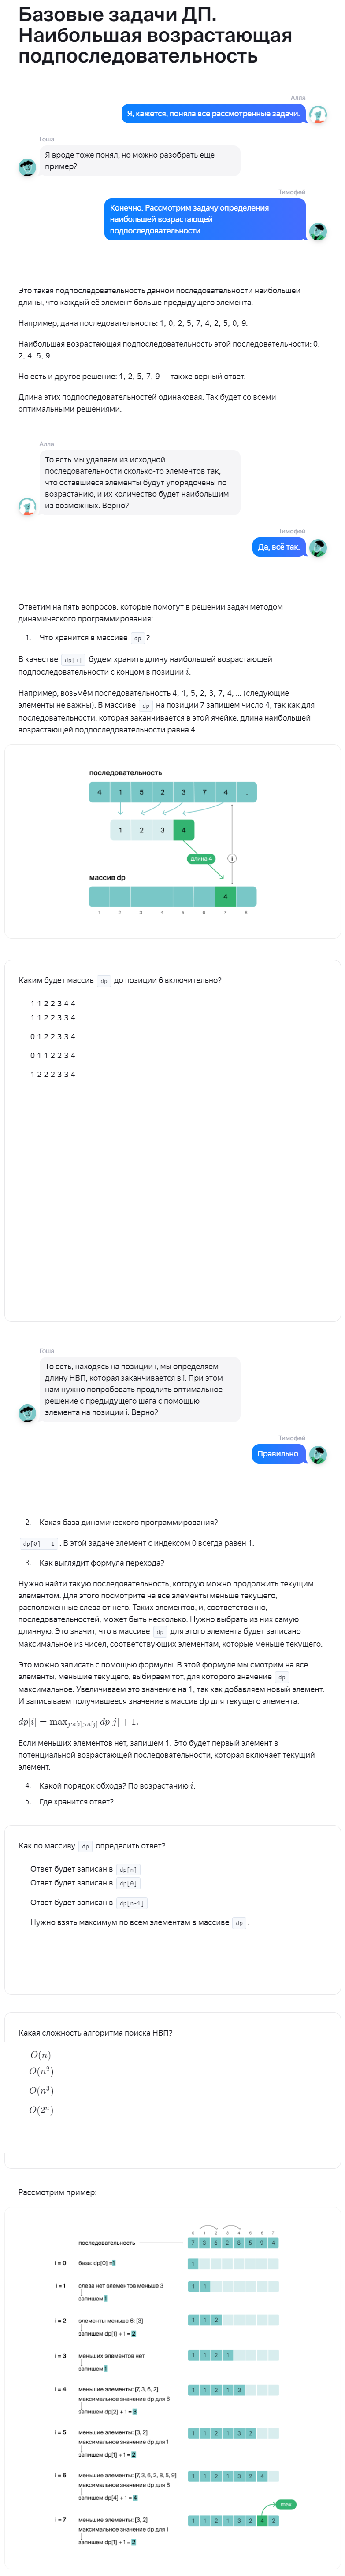 Базовые задачи ДП.
Наибольшая возрастающая
подпоследовательность
Алла
Я, кажется, поняла все рассмотренные задачи.
Гоша
Я вроде тоже понял, но можно разобрать ещё
пример?
Тимофей
Конечно. Рассмотрим задачу определения
наибольшей возрастающей
подпоследовательности.
Это такая подпоследовательность данной последовательности наибольшей
длины, что каждый её элемент больше предыдущего элемента.
Например, дана последовательность: 1, 0, 2, 5, 7, 4, 2, 5, 0, 9.
Наибольшая возрастающая подпоследовательность этой последовательности: 0,
2, 4, 5, 9.
Но есть и другое решение: 1, 2, 5, 7, 9 — также верный ответ.
Длина этих подпоследовательностей одинаковая. Так будет со всеми
оптимальными решениями.
Алла
То есть мы удаляем из исходной
последовательности сколько-то элементов так,
что оставшиеся элементы будут упорядочены по
возрастанию, и их количество будет наибольшим
из возможных. Верно?
Тимофей
Да, всё так.
Ответим на пять вопросов, которые помогут в решении задач методом
динамического программирования:
1. Что хранится в массиве dp ?
В качестве dp[i] будем хранить длину наибольшей возрастающей
подпоследовательности с концом в позиции i.
Например, возьмём последовательность 4, 1, 5, 2, 3, 7, 4, ... (следующие
элементы не важны). В массиве dp на позиции 7 запишем число 4, так как для
последовательности, которая заканчивается в этой ячейке, длина наибольшей
возрастающей подпоследовательности равна 4.
последовательность
4 1 5 2 3 7 4 ..
1 2 3 4
длина 4
i
массив dp
4
1 2 3 4 5 6 7 8
Каким будет массив dp до позиции 6 включительно?
1 1 2 2 3 4 4
1 1 2 2 3 3 4
0 1 2 2 3 3 4
0 1 1 2 2 3 4
1 2 2 2 3 3 4
Гоша
То есть, находясь на позиции i, мы определяем
длину НВП, которая заканчивается в i. При этом
нам нужно попробовать продлить оптимальное
решение с предыдущего шага с помощью
элемента на позиции i. Верно?
Тимофей
Правильно.
2. Какая база динамического программирования?
dp[0] = 1 . В этой задаче элемент с индексом 0 всегда равен 1.
3. Как выглядит формула перехода?
Нужно найти такую последовательность, которую можно продолжить текущим
элементом. Для этого посмотрите на все элементы меньше текущего,
расположенные слева от него. Таких элементов, и, соответственно,
последовательностей, может быть несколько. Нужно выбрать из них самую
длинную. Это значит, что в массиве dp для этого элемента будет записано
максимальное из чисел, соответствующих элементам, которые меньше текущего.
Это можно записать с помощью формулы. В этой формуле мы смотрим на все
элементы, меньшие текущего, выбираем тот, для которого значение dp
максимальное. Увеличиваем это значение на 1, так как добавляем новый элемент.
И записываем получившееся значение в массив dp для текущего элемента.
dp[i] = max_{j:a[i]>a[j]} dp[j] + 1.
Если меньших элементов нет, запишем 1. Это будет первый элемент в
потенциальной возрастающей последовательности, которая включает текущий
элемент.
4. Какой порядок обхода? По возрастанию i.
5. Где хранится ответ?
Как по массиву dp определить ответ?
Ответ будет записан в dp[n]
Ответ будет записан в dp[0]
Ответ будет записан в dp[n-1]
Нужно взять максимум по всем элементам в массиве dp .
Какая сложность алгоритма поиска НВП?
O(n)
O(n²)
O(n³)
O(2ⁿ)
Рассмотрим пример:
0 1 2 3 4 5 6 7
последовательность 7 3 6 2 8 5 9 4
i = 0 база: dp[0] =1 1
i = 1 слева нет элементов меньше 3 1 1
запишем 1
i = 2 элементы меньше 6: [3] 1 1 2
запишем dp[1] + 1 = 2
i = 3 меньших элементов нет 1 1 2 1
запишем 1
i = 4 меньшие элементы: [7, 3, 6, 2] 1 1 2 1 3
максимальное значение dp для 6
запишем dp[2] + 1 = 3
i = 5 меньшие элементы: [3, 2] 1 1 2 1 3 2
максимальное значение dp для 1
запишем dp[1] + 1 = 2
i = 6 меньшие элементы: [7, 3, 6, 2, 8, 5, 9] 1 1 2 1 3 2 4
максимальное значение dp для 8
запишем dp[4] + 1 = 4
max
i = 7 меньшие элементы: [3, 2] 1 1 2 1 3 2 4 2
максимальное значение dp для 1
запишем dp[1] + 1 = 2